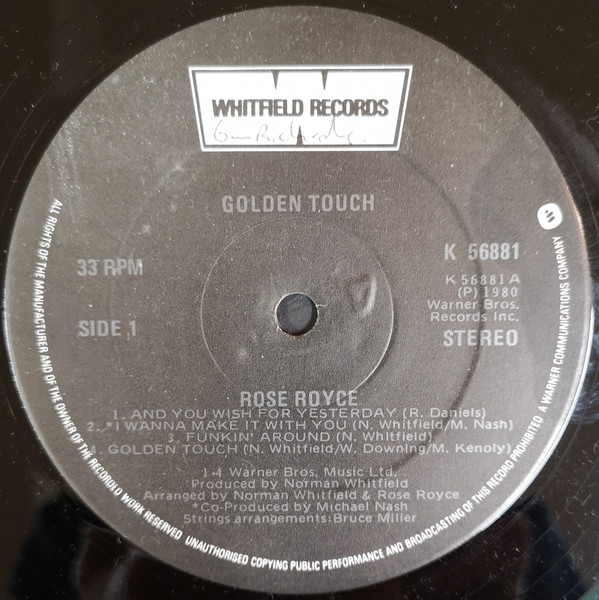 WHITFIELD RECORDS
GOLDEN TOUCH
33 RPM
SIDE 1
K 56881
K 56881 A
(P) 1980
Warner Bros.
Records Inc.
STEREO
ROSE ROYCE
1. AND YOU WISH FOR YESTERDAY (R. Daniels)
2. *I WANNA MAKE IT WITH YOU (N. Whitfield/M. Nash)
3. FUNKIN' AROUND (N. Whitfield)
4. GOLDEN TOUCH (N. Whitfield/W. Downing/M. Kenoly)
1-4 Warner Bros. Music Ltd.
Produced by Norman Whitfield
Arranged by Norman Whitfield & Rose Royce
*Co-Produced by Michael Nash
Strings arrangements: Bruce Miller
ALL RIGHTS OF THE MANUFACTURER AND OF THE OWNER OF THE RECORDED WORK RESERVED UNAUTHORISED COPYING PUBLIC PERFORMANCE AND BROADCASTING OF THIS RECORD PROHIBITED A WARNER COMMUNICATIONS COMPANY